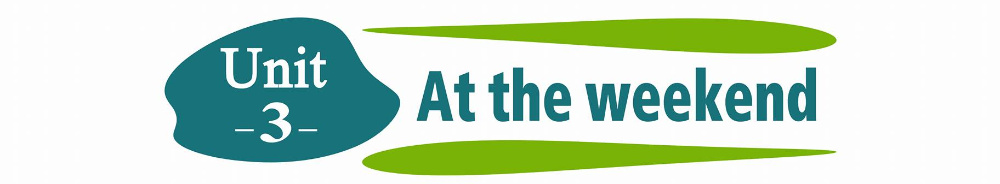 Unit
–3–
At the weekend